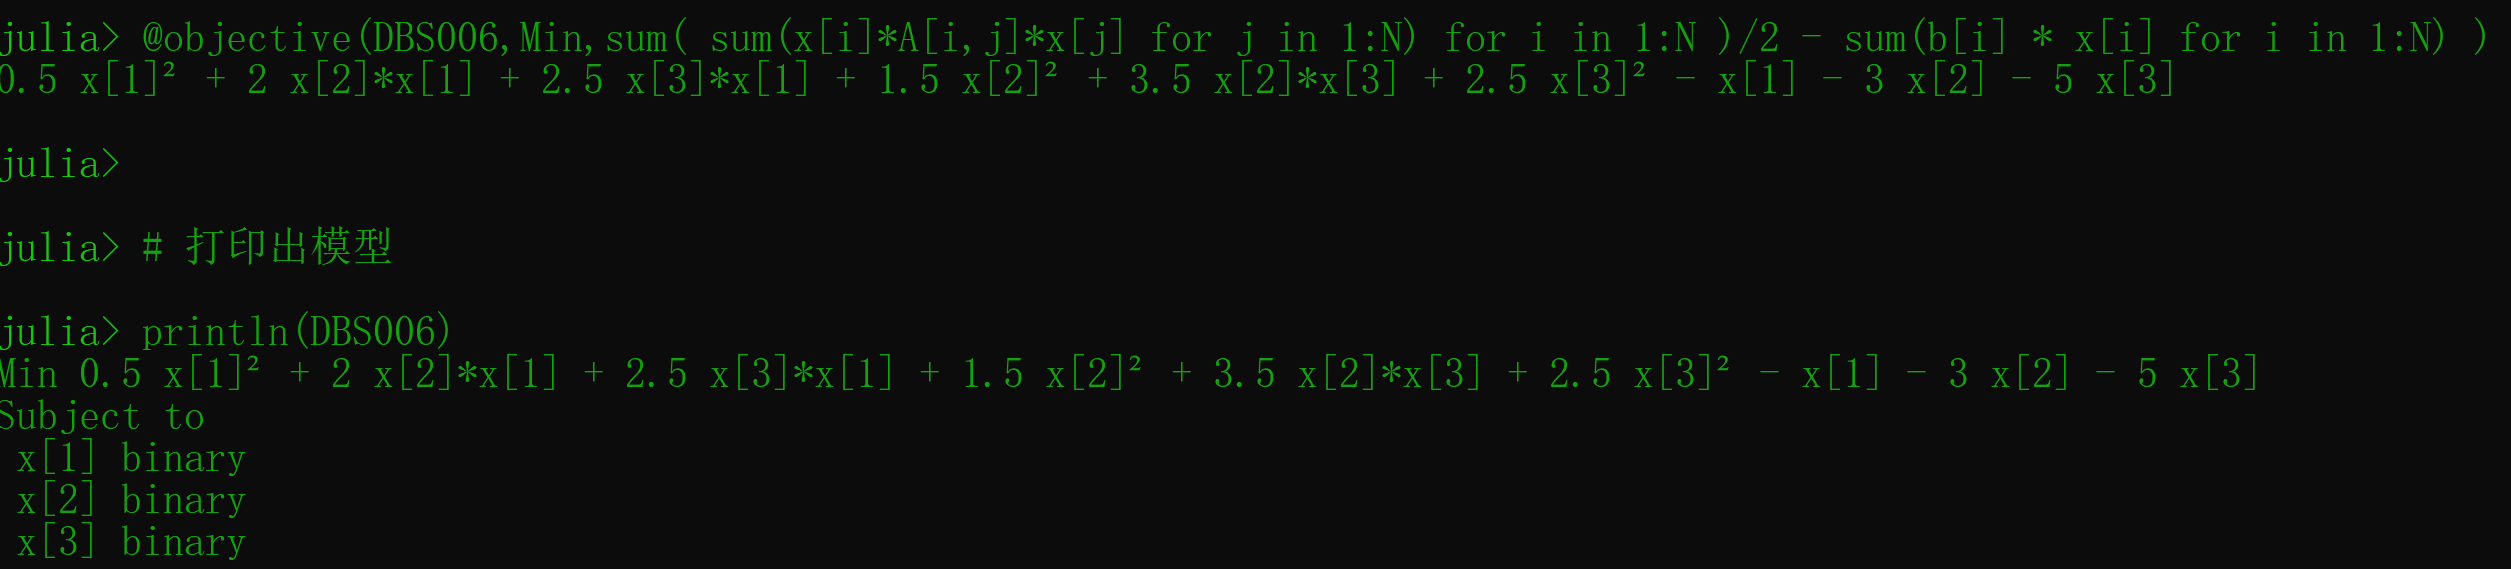 julia> @objective(DBS006,Min,sum( sum(x[i]*A[i,j]*x[j] for j in 1:N) for i in 1:N )/2 - sum(b[i] * x[i] for i in 1:N) )
0.5 x[1]² + 2 x[2]*x[1] + 2.5 x[3]*x[1] + 1.5 x[2]² + 3.5 x[2]*x[3] + 2.5 x[3]² - x[1] - 3 x[2] - 5 x[3]
julia>
julia> # 打印出模型
julia> println(DBS006)
Min 0.5 x[1]² + 2 x[2]*x[1] + 2.5 x[3]*x[1] + 1.5 x[2]² + 3.5 x[2]*x[3] + 2.5 x[3]² - x[1] - 3 x[2] - 5 x[3]
Subject to
 x[1] binary
 x[2] binary
 x[3] binary